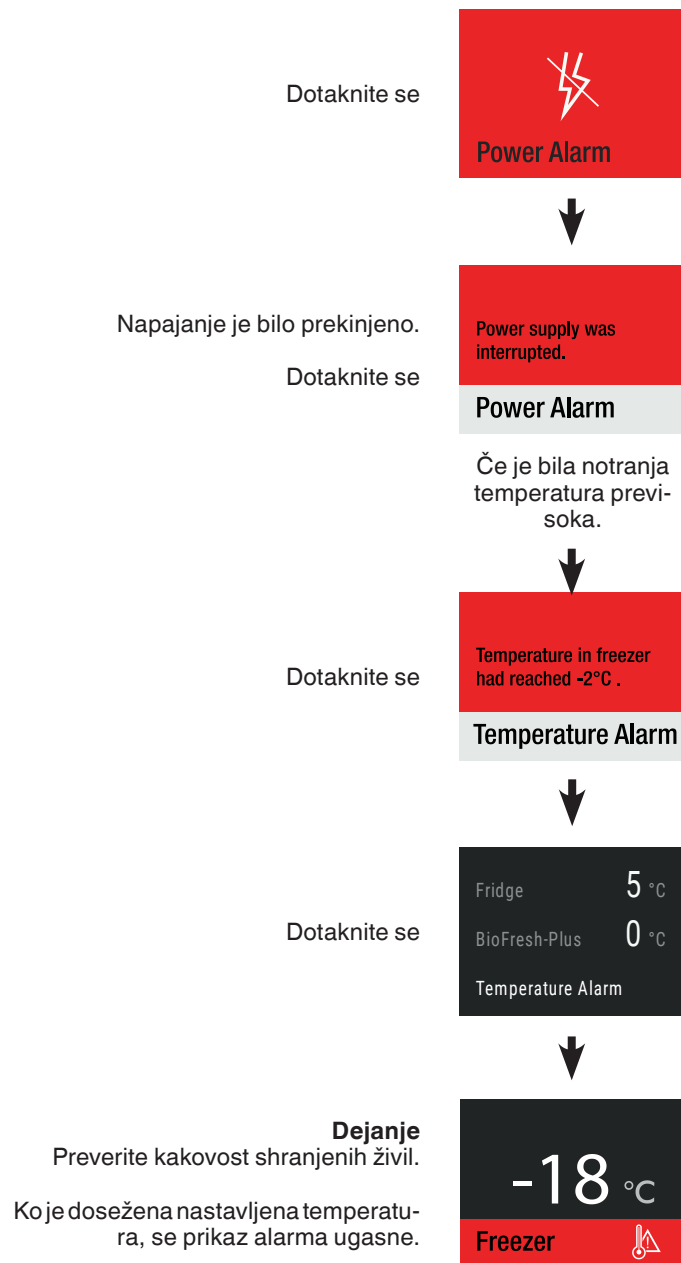 Dotaknite se
Power Alarm
Napajanje je bilo prekinjeno.
Dotaknite se
Power supply was
interrupted.
Power Alarm
Če je bila notranja
temperatura previ-
soka.
Dotaknite se
Temperature in freezer
had reached -2°C .
Temperature Alarm
Dotaknite se
Fridge 5 °C
BioFresh-Plus 0 °C
Temperature Alarm
Dejanje
Preverite kakovost shranjenih živil.
Ko je dosežena nastavljena temperatu-
ra, se prikaz alarma ugasne.
-18 °C
Freezer